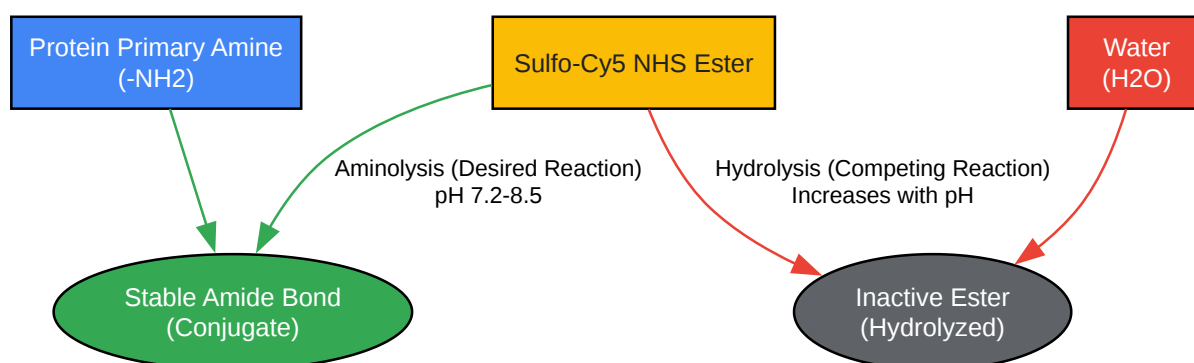 Protein Primary Amine
(-NH2)
Sulfo-Cy5 NHS Ester
Water
(H2O)
Aminolysis (Desired Reaction)
pH 7.2-8.5
Hydrolysis (Competing Reaction)
Increases with pH
Stable Amide Bond
(Conjugate)
Inactive Ester
(Hydrolyzed)